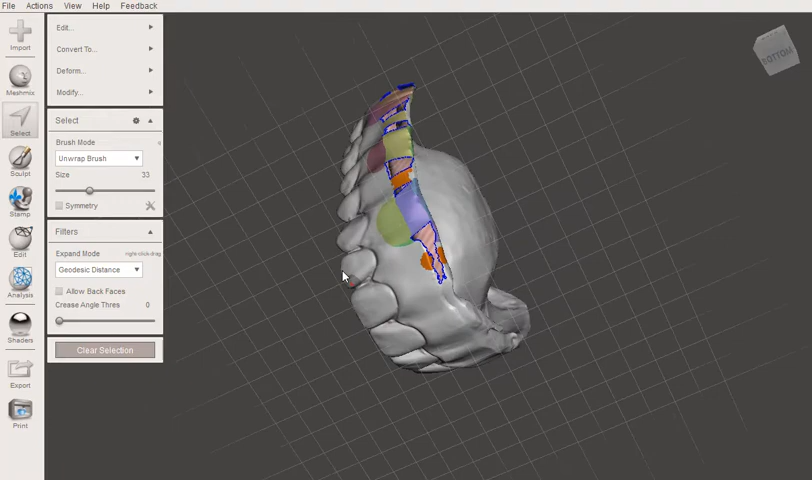 File Actions View Help Feedback
Import
Meshmix
Select
Sculpt
Stamp
Edit
Analysis
Shaders
Export
Print
Edit...
Convert To...
Deform...
Modify...
Select
Brush Mode
Unwrap Brush
Size 33
Symmetry
Filters
Expand Mode right-click-drag
Geodesic Distance
Allow Back Faces
Crease Angle Thres 0
Clear Selection
BOTTOM